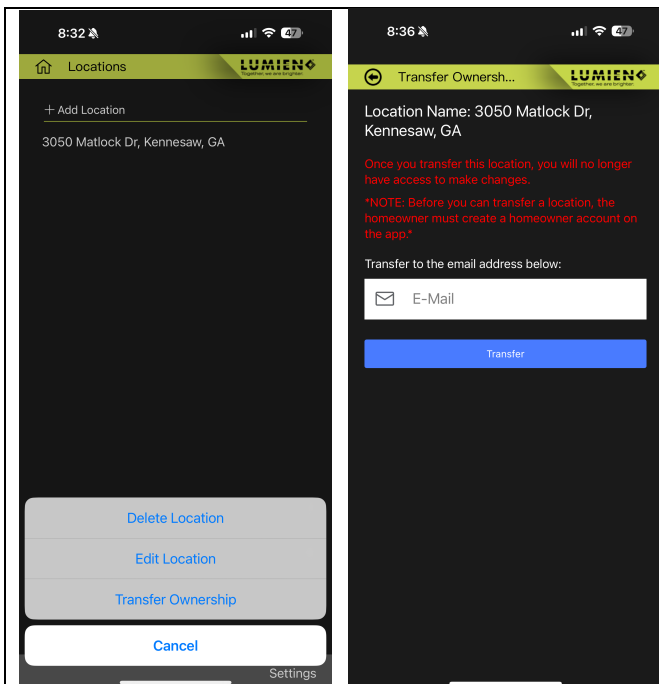 8:32
47
Locations
LUMIEN
Together, we are brighter.
+ Add Location
3050 Matlock Dr, Kennesaw, GA
Delete Location
Edit Location
Transfer Ownership
Cancel
Settings
8:36
47
Transfer Ownersh...
LUMIEN
Together, we are brighter.
Location Name: 3050 Matlock Dr,
Kennesaw, GA
Once you transfer this location, you will no longer
have access to make changes.
*NOTE: Before you can transfer a location, the
homeowner must create a homeowner account on
the app.*
Transfer to the email address below:
E-Mail
Transfer